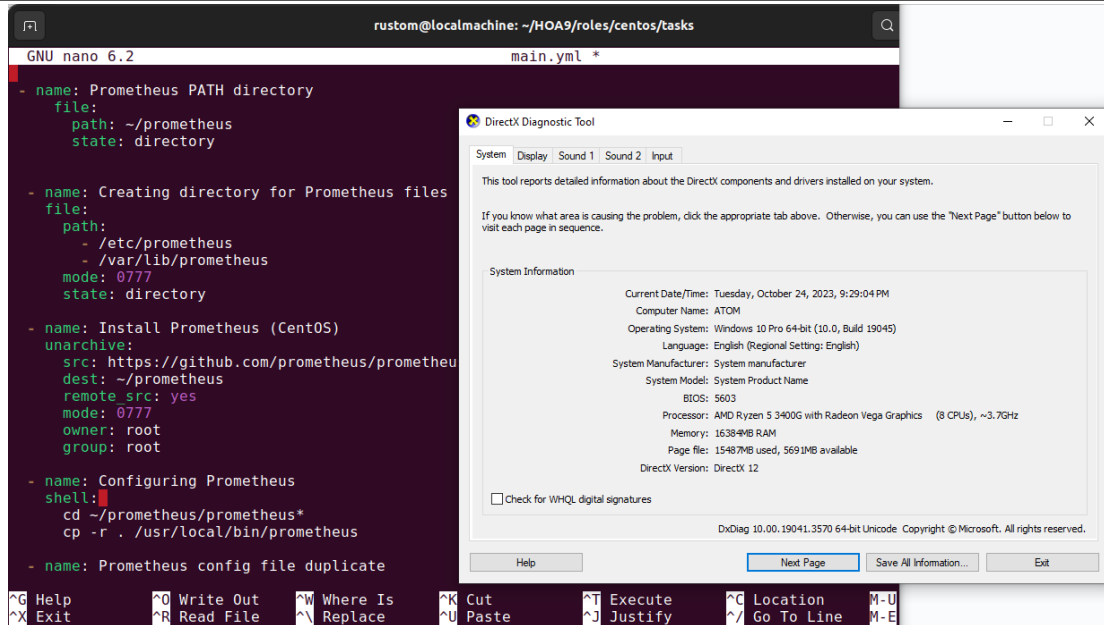 rustom@localmachine: ~/HOA9/roles/centos/tasks
GNU nano 6.2 main.yml *
- name: Prometheus PATH directory
file:
path: ~/prometheus
state: directory
- name: Creating directory for Prometheus files
file:
path:
- /etc/prometheus
- /var/lib/prometheus
mode: 0777
state: directory
- name: Install Prometheus (CentOS)
unarchive:
src: https://github.com/prometheus/prometheu
dest: ~/prometheus
remote_src: yes
mode: 0777
owner: root
group: root
- name: Configuring Prometheus
shell:
cd ~/prometheus/prometheus*
cp -r . /usr/local/bin/prometheus
- name: Prometheus config file duplicate
^G Help ^O Write Out ^W Where Is ^K Cut ^T Execute ^C Location M-U
^X Exit ^R Read File ^\ Replace ^U Paste ^J Justify ^/ Go To Line M-E
DirectX Diagnostic Tool
System Display Sound 1 Sound 2 Input
This tool reports detailed information about the DirectX components and drivers installed on your system.
If you know what area is causing the problem, click the appropriate tab above. Otherwise, you can use the "Next Page" button below to
visit each page in sequence.
System Information
Current Date/Time: Tuesday, October 24, 2023, 9:29:04 PM
Computer Name: ATOM
Operating System: Windows 10 Pro 64-bit (10.0, Build 19045)
Language: English (Regional Setting: English)
System Manufacturer: System manufacturer
System Model: System Product Name
BIOS: 5603
Processor: AMD Ryzen 5 3400G with Radeon Vega Graphics (8 CPUs), ~3.7GHz
Memory: 16384MB RAM
Page file: 15487MB used, 5691MB available
DirectX Version: DirectX 12
Check for WHQL digital signatures
DxDiag 10.00.19041.3570 64-bit Unicode Copyright © Microsoft. All rights reserved.
Help Next Page Save All Information... Exit